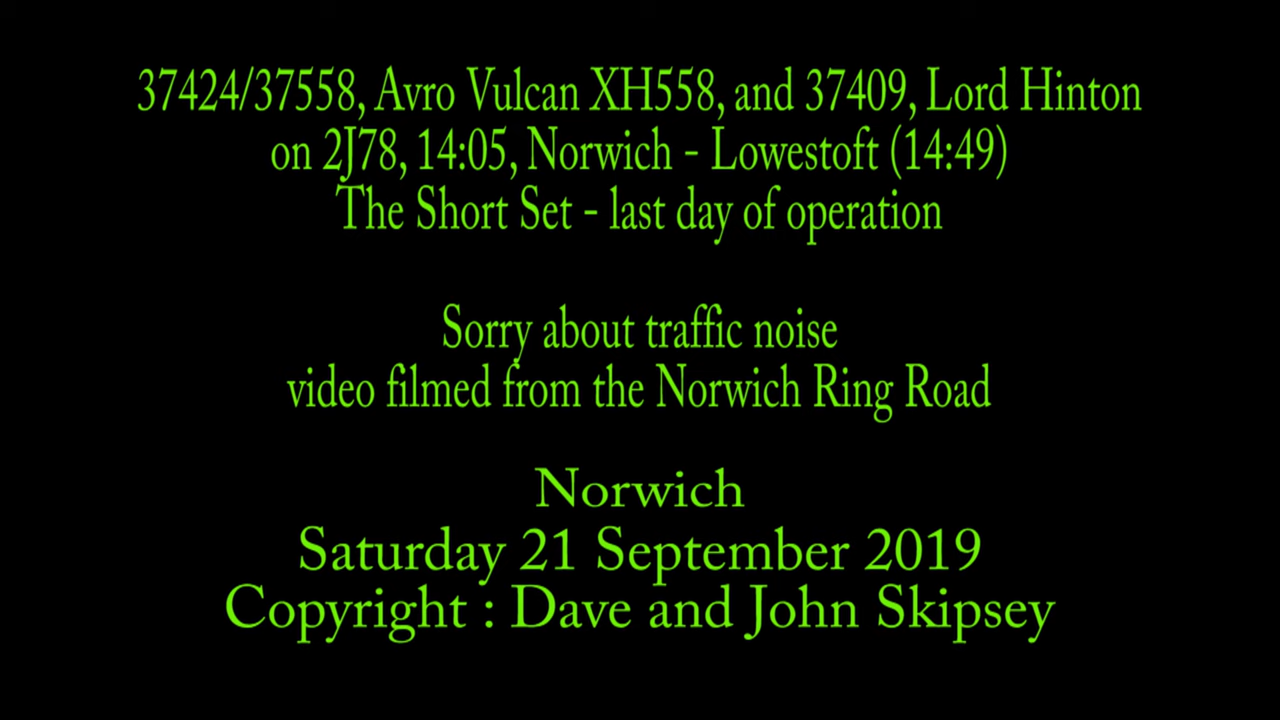 37424/37558, Avro Vulcan XH558, and 37409, Lord Hinton
on 2J78, 14:05, Norwich - Lowestoft (14:49)
The Short Set - last day of operation
Sorry about traffic noise
video filmed from the Norwich Ring Road
Norwich
Saturday 21 September 2019
Copyright : Dave and John Skipsey